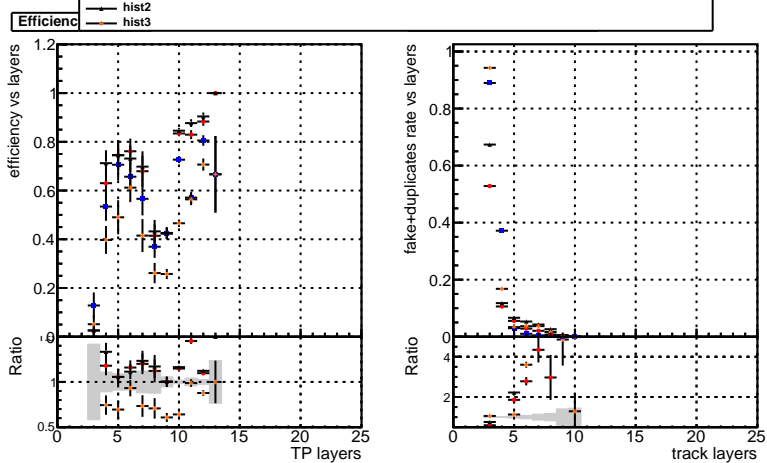 hist2
Efficienc
hist3
efficiency vs layers
1.2
1
0.8
0.6
0.4
0.2
0
Ratio
1
0.5
0 5 10 15 20 25
TP layers
fake+duplicates rate vs layers
1
0.8
0.6
0.4
0.2
0
Ratio
4
2
0 5 10 15 20 25
track layers